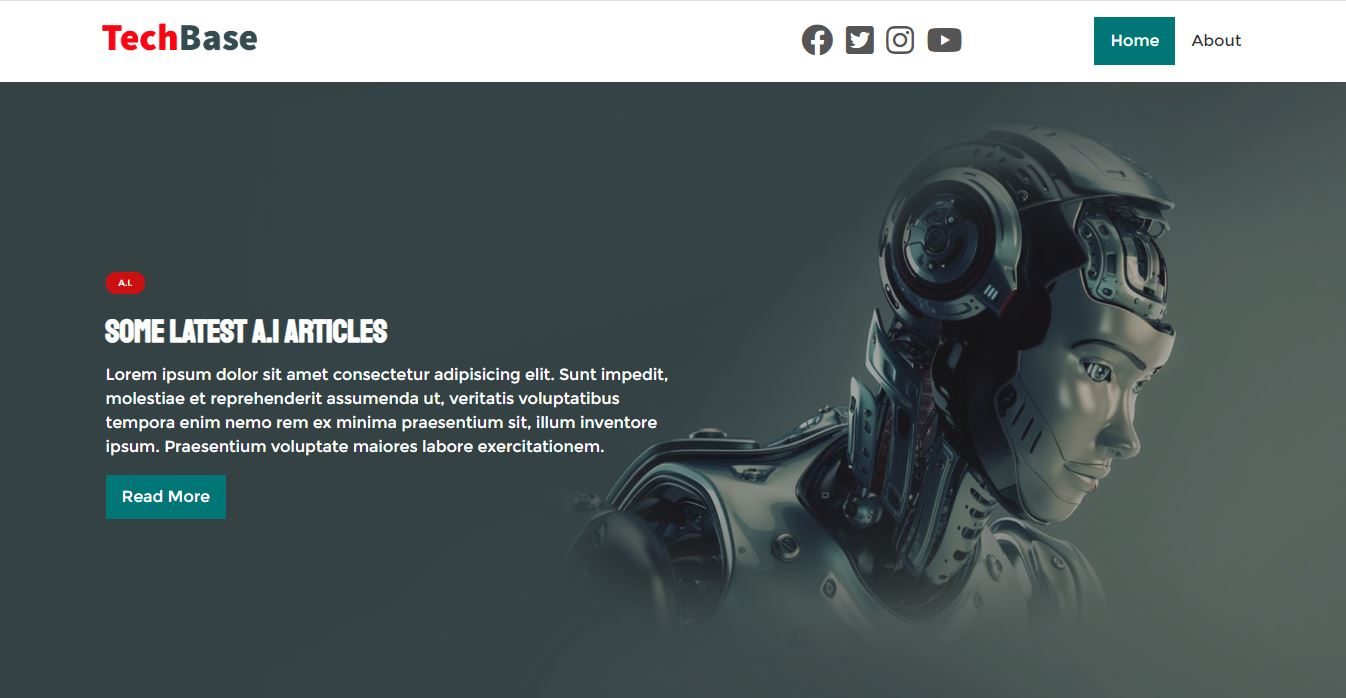 TechBase
Home
About
A.I.
SOME LATEST A.I ARTICLES
Lorem ipsum dolor sit amet consectetur adipisicing elit. Sunt impedit,
molestiae et reprehenderit assumenda ut, veritatis voluptatibus
tempora enim nemo rem ex minima praesentium sit, illum inventore
ipsum. Praesentium voluptate maiores labore exercitationem.
Read More